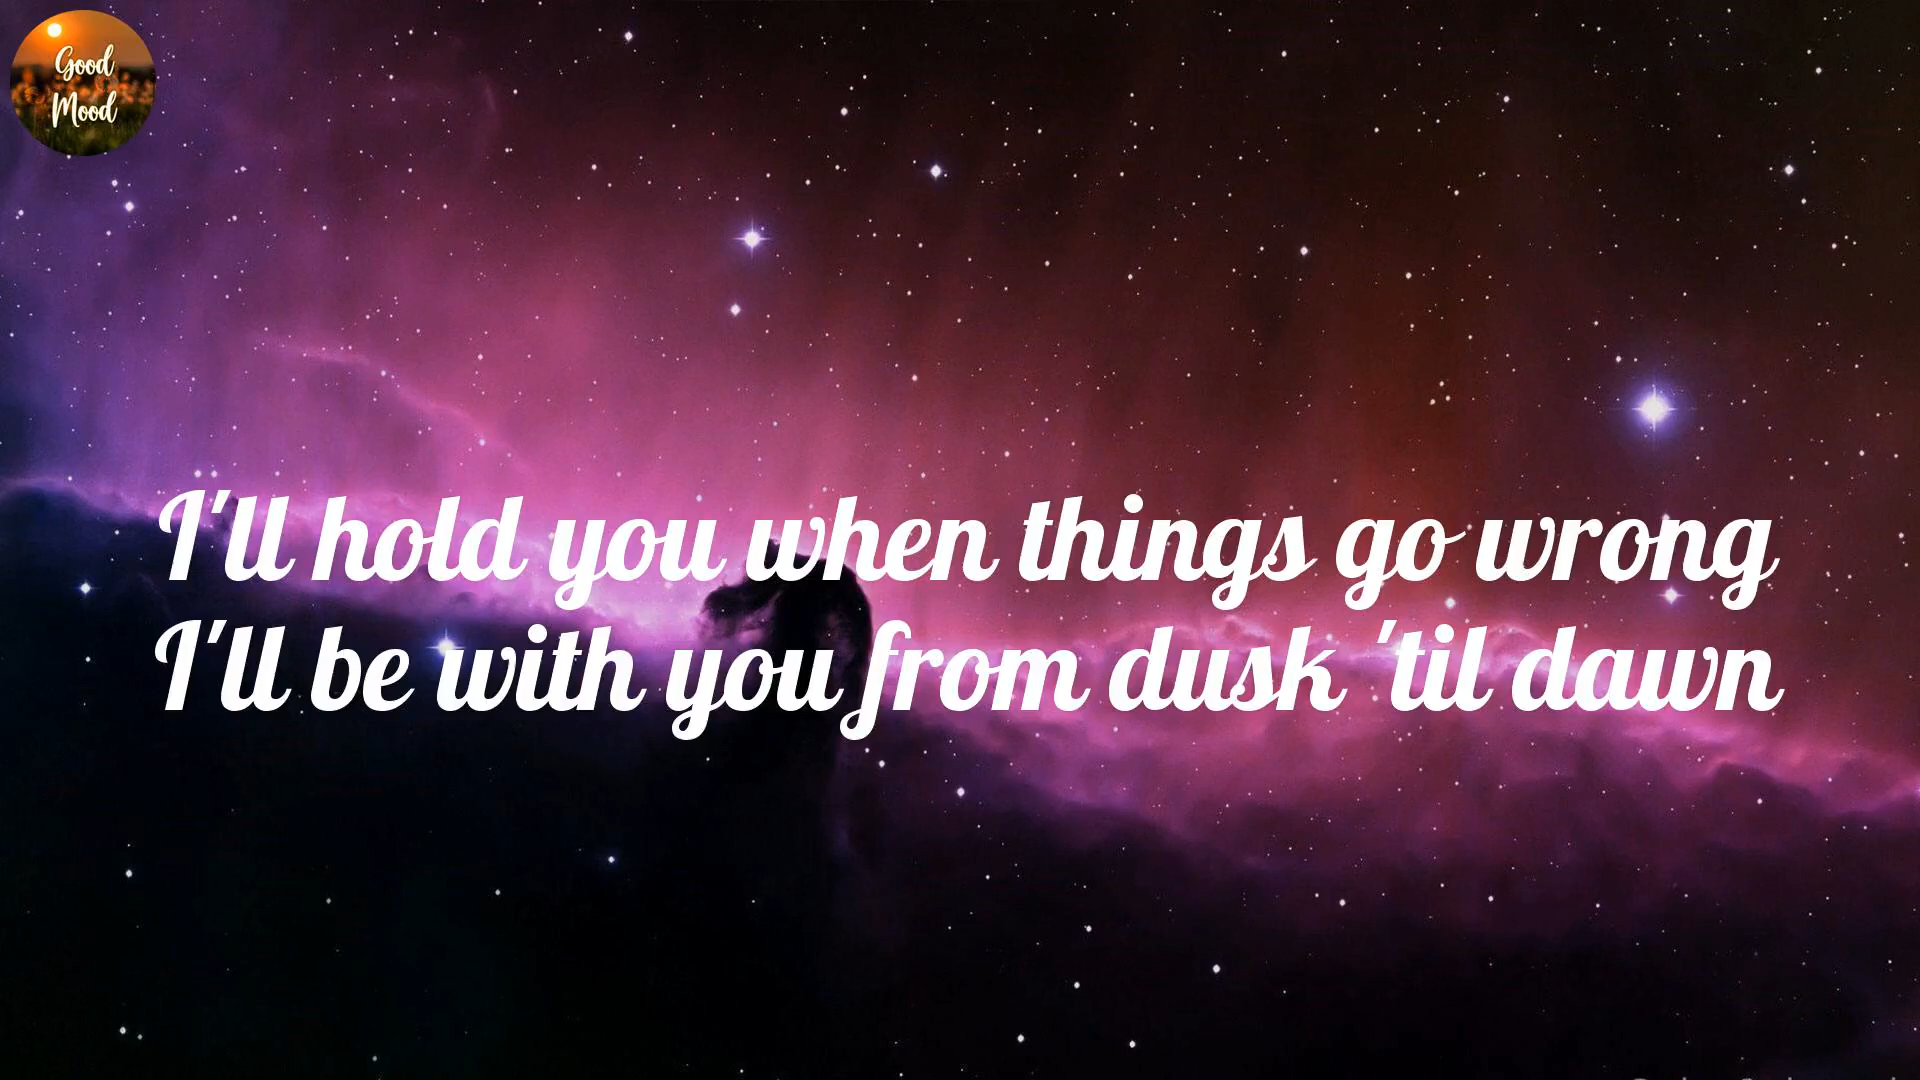 Good
Mood
I'll hold you when things go wrong
I'll be with you from dusk 'til dawn